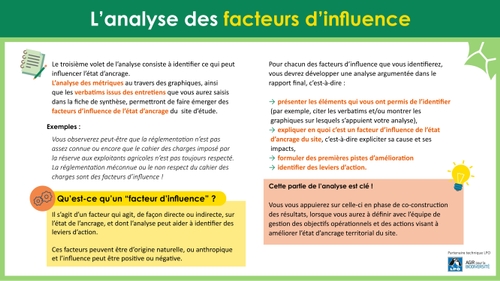 L'analyse des facteurs d'influence
Le troisième volet de l'analyse consiste à identifier ce qui peut
influencer l'état d'ancrage.
L'analyse des métriques au travers des graphiques, ainsi
que les verbatims issus des entretiens que vous aurez saisis
dans la fiche de synthèse, permettront de faire émerger des
facteurs d'influence de l'état d'ancrage du site d'étude.
Exemples :
Vous observerez peut-être que la réglementation n'est pas
assez connue ou encore que le cahier des charges imposé par
la réserve aux exploitants agricoles n'est pas toujours respecté.
La réglementation méconnue ou le non respect du cahier des
charges sont des facteurs d'influence !
Qu'est-ce qu'un "facteur d'influence" ?
Il s'agit d'un facteur qui agit, de façon directe ou indirecte, sur
l'état de l'ancrage, et dont l'analyse peut aider à identifier des
leviers d'action.
Ces facteurs peuvent être d'origine naturelle, ou anthropique
et l'influence peut être positive ou négative.
Pour chacun des facteurs d'influence que vous identifierez,
vous devrez développer une analyse argumentée dans le
rapport final, c'est-à-dire :
→ présenter les éléments qui vous ont permis de l'identifier
(par exemple, citer les verbatims et/ou montrer les
graphiques sur lesquels s'appuient votre analyse),
→ expliquer en quoi c'est un facteur d'influence de l'état
d'ancrage du site, c'est-à-dire expliciter sa cause et ses
impacts,
→ formuler des premières pistes d'amélioration
→ identifier des leviers d'action.
Cette partie de l'analyse est clé !
Vous vous appuierez sur celle-ci en phase de co-construction
des résultats, lorsque vous aurez à définir avec l'équipe de
gestion des objectifs opérationnels et des actions visant à
améliorer l'état d'ancrage territorial du site.
Partenaire technique LPO
LPO
AGIR pour la
BIODIVERSITÉ